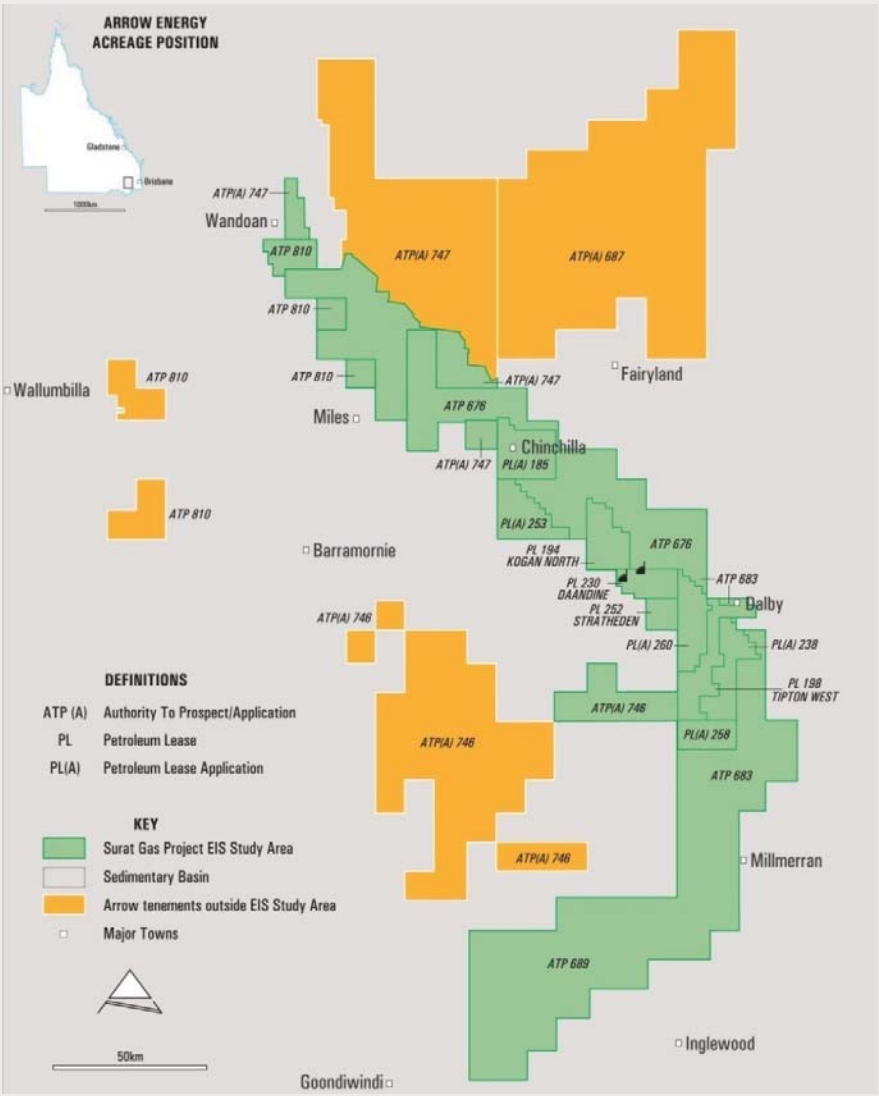 ARROW ENERGY
ACREAGE POSITION
Gladstone
Brisbane
1000km
ATP(A) 747
Wandoan
ATP 810
ATP(A) 747
ATP(A) 687
ATP 810
ATP 810
ATP(A) 747
Fairyland
Wallumbilla
ATP 810
ATP 676
Miles
Chinchilla
ATP(A) 747
PL(A) 185
ATP 810
PL(A) 253
Barramornie
PL 194
KOGAN NORTH
ATP 676
PL 230
DAANDINE
ATP 683
Dalby
PL 252
STRATHEDEN
ATP(A) 746
PL(A) 260
PL(A) 238
PL 198
TIPTON WEST
ATP(A) 746
PL(A) 258
ATP(A) 746
ATP 683
ATP(A) 746
Millmerran
ATP 689
Inglewood
Goondiwindi
DEFINITIONS
ATP (A) Authority To Prospect/Application
PL Petroleum Lease
PL(A) Petroleum Lease Application
KEY
Surat Gas Project EIS Study Area
Sedimentary Basin
Arrow tenements outside EIS Study Area
Major Towns
50km